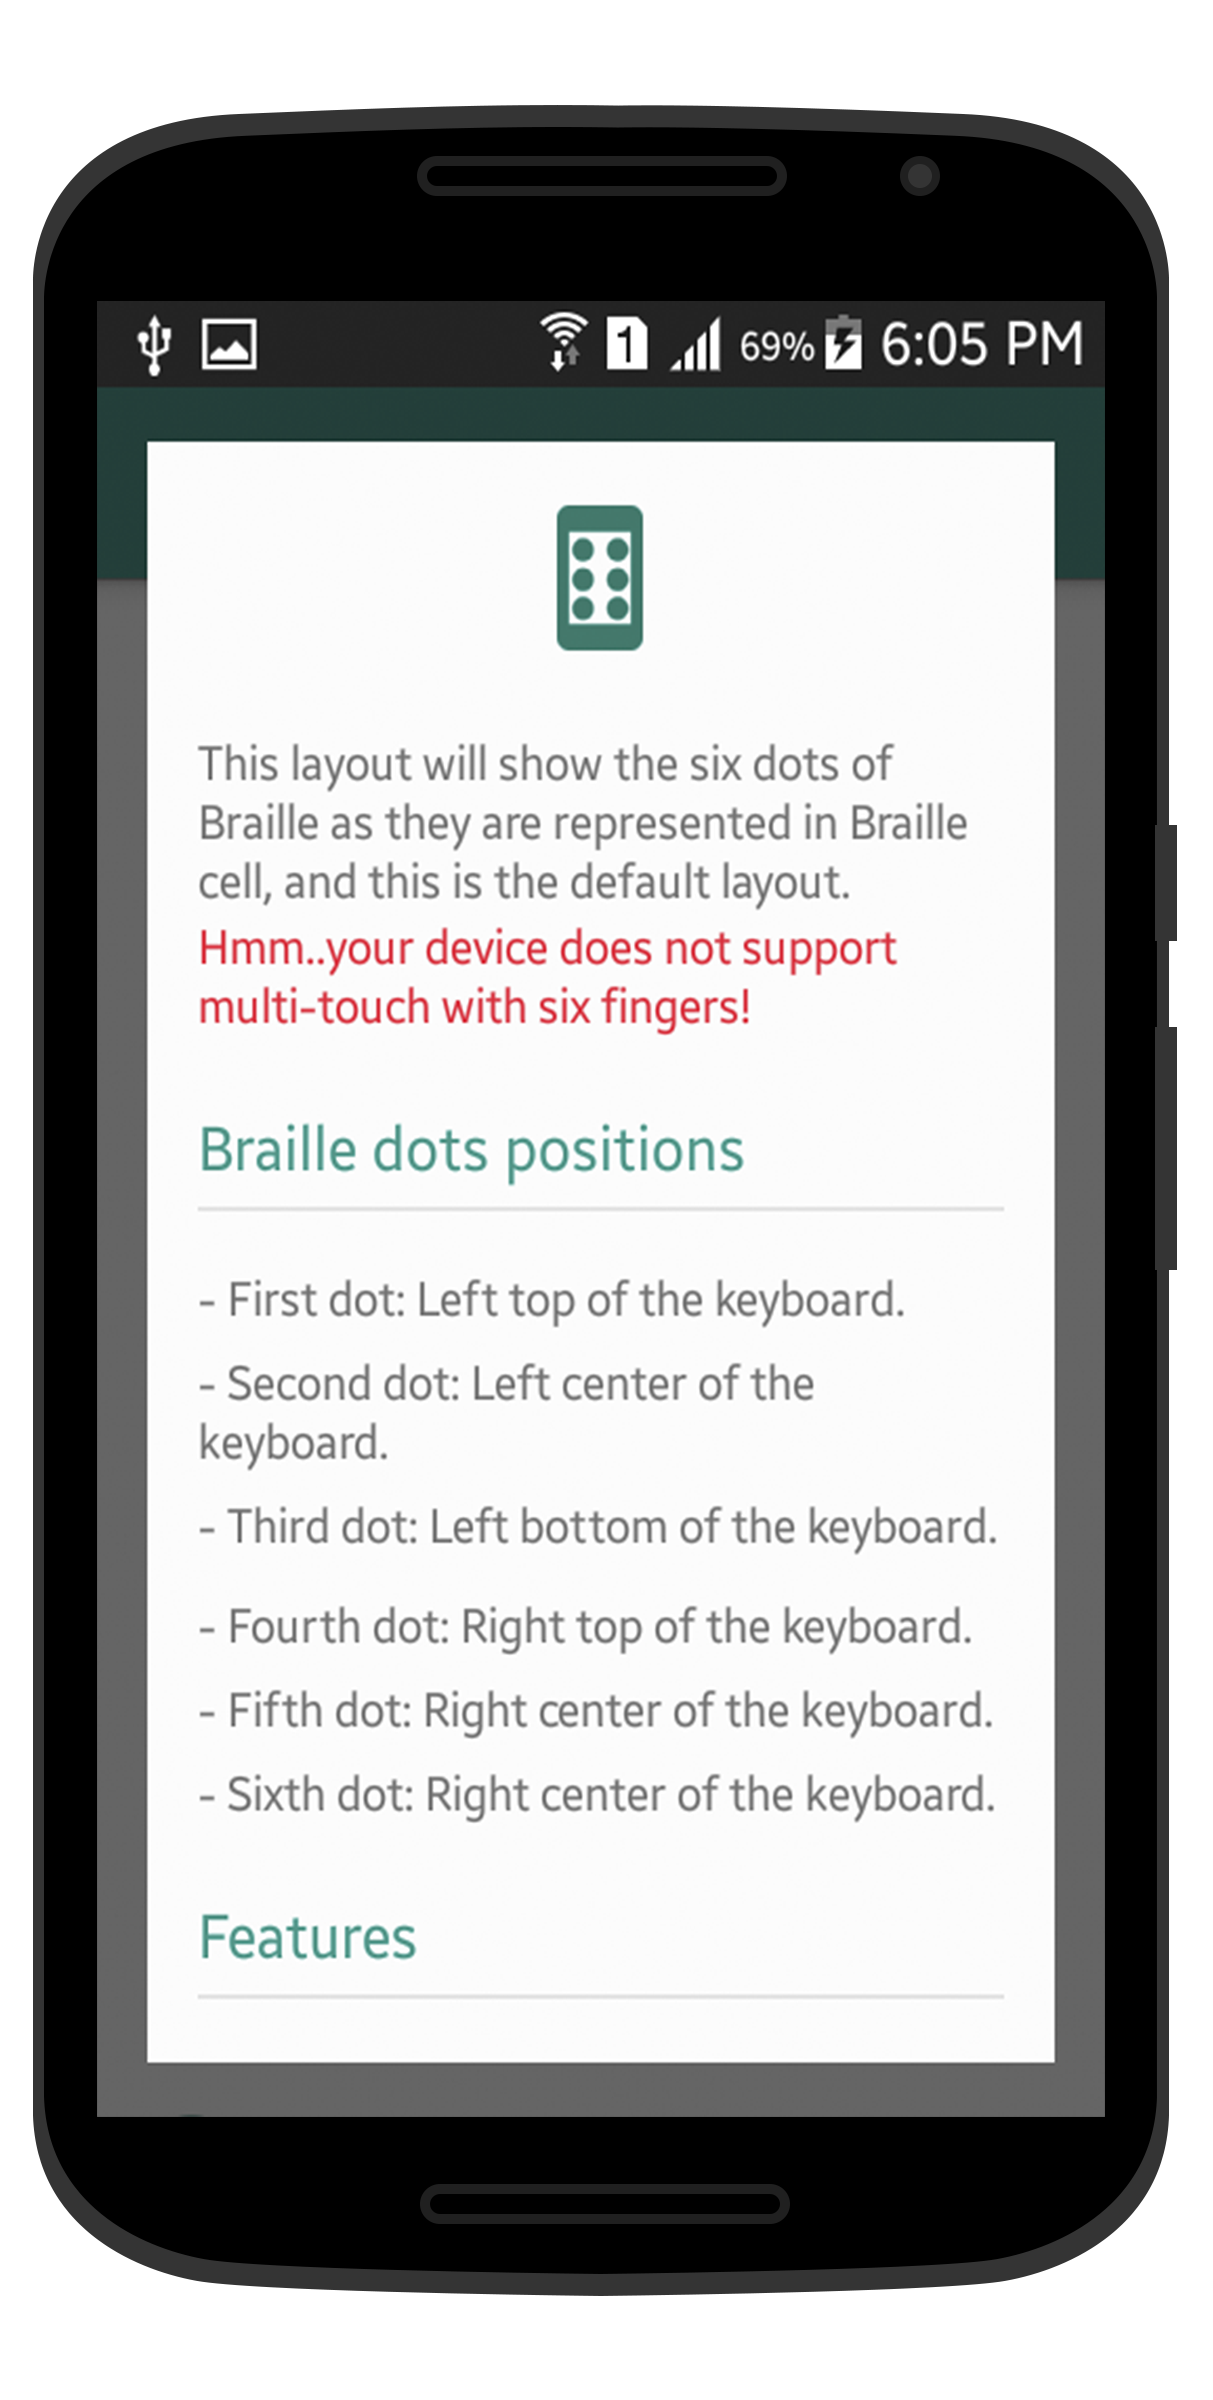 1 69% 6:05 PM
This layout will show the six dots of
Braille as they are represented in Braille
cell, and this is the default layout.
Hmm..your device does not support
multi-touch with six fingers!
Braille dots positions
- First dot: Left top of the keyboard.
- Second dot: Left center of the
keyboard.
- Third dot: Left bottom of the keyboard.
- Fourth dot: Right top of the keyboard.
- Fifth dot: Right center of the keyboard.
- Sixth dot: Right center of the keyboard.
Features